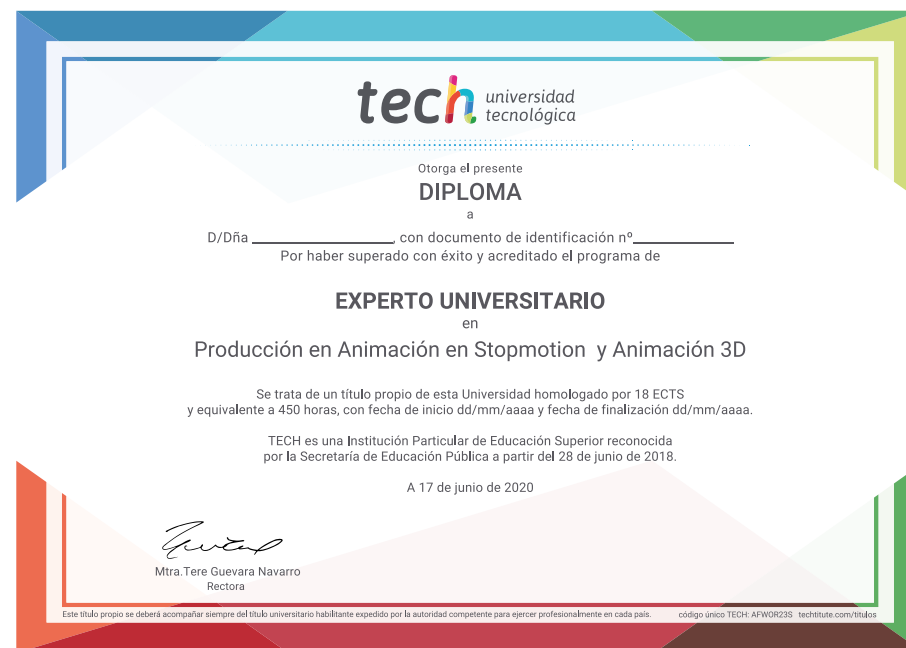 tech universidad
tecnológica
Otorga el presente
DIPLOMA
a
D/Dña ____________________, con documento de identificación nº______________
Por haber superado con éxito y acreditado el programa de
EXPERTO UNIVERSITARIO
en
Producción en Animación en Stopmotion y Animación 3D
Se trata de un título propio de esta Universidad homologado por 18 ECTS
y equivalente a 450 horas, con fecha de inicio dd/mm/aaaa y fecha de finalización dd/mm/aaaa.
TECH es una Institución Particular de Educación Superior reconocida
por la Secretaría de Educación Pública a partir del 28 de junio de 2018.
A 17 de junio de 2020
Mtra.Tere Guevara Navarro
Rectora
Este título propio se deberá acompañar siempre del título universitario habilitante expedido por la autoridad competente para ejercer profesionalmente en cada país. código único TECH: AFWOR23S techtitute.com/titulos